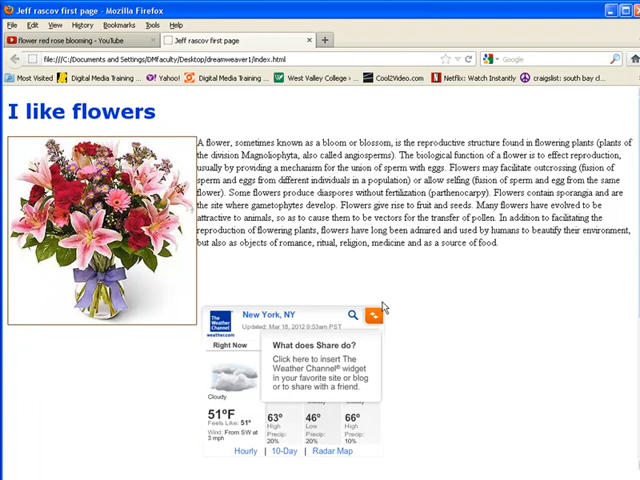 Jeff rascov first page - Mozilla Firefox
File Edit View History Bookmarks Tools Help
flower red rose blooming - YouTube × Jeff rascov first page × +
file:///C:/Documents and Settings/DMFaculty/Desktop/dreamweaver1/index.html Google
Most Visited Digital Media Training ... Yahoo! Digital Media Training ... West Valley College > ... Cool2Video.com Netflix: Watch Instantly craigslist: south bay cl...
I like flowers
A flower, sometimes known as a bloom or blossom, is the reproductive structure found in flowering plants (plants of
the division Magnoliophyta, also called angiosperms). The biological function of a flower is to effect reproduction,
usually by providing a mechanism for the union of sperm with eggs. Flowers may facilitate outcrossing (fusion of
sperm and eggs from different individuals in a population) or allow selfing (fusion of sperm and egg from the same
flower). Some flowers produce diaspores without fertilization (parthenocarpy). Flowers contain sporangia and are
the site where gametophytes develop. Flowers give rise to fruit and seeds. Many flowers have evolved to be
attractive to animals, so as to cause them to be vectors for the transfer of pollen. In addition to facilitating the
reproduction of flowering plants, flowers have long been admired and used by humans to beautify their environment,
but also as objects of romance, ritual, religion, medicine and as a source of food.
The Weather Channel
weather.com
New York, NY
Updated: Mar 18, 2012 9:53am PST
Right Now
What does Share do?
Click here to insert The
Weather Channel® widget
in your favorite site or blog
or to share with a friend.
Cloudy
51°F
Feels Like: 51°
Wind: From SW at
3 mph
63° 46° 66°
High Low High
Precip: Precip: Precip:
20% 20% 10%
Hourly | 10-Day | Radar Map